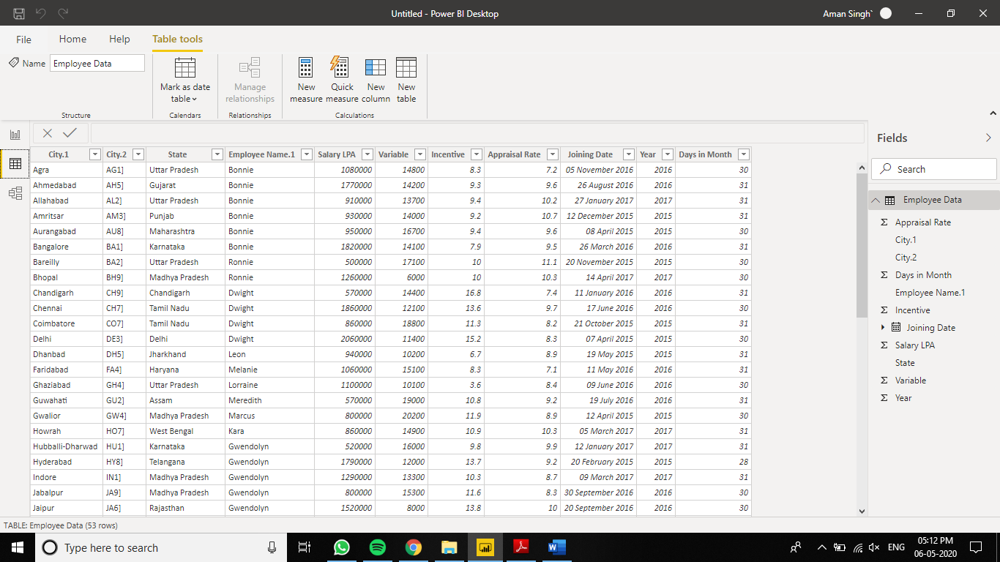 Untitled - Power BI Desktop
Aman Singh`
File Home Help Table tools
Name Employee Data
Mark as date table
Manage relationships
New measure
Quick measure
New column
New table
Structure Calendars Relationships Calculations
City.1 City.2 State Employee Name.1 Salary LPA Variable Incentive Appraisal Rate Joining Date Year Days in Month
Agra AG1] Uttar Pradesh Bonnie 1080000 14800 8.3 7.2 05 November 2016 2016 30
Ahmedabad AH5] Gujarat Bonnie 1770000 14200 9.3 9.6 26 August 2016 2016 31
Allahabad AL2] Uttar Pradesh Bonnie 910000 13700 9.4 10.2 27 January 2017 2017 31
Amritsar AM3] Punjab Bonnie 930000 14000 9.2 10.7 12 December 2015 2015 31
Aurangabad AU8] Maharashtra Bonnie 950000 16700 9.4 9.6 08 April 2015 2015 30
Bangalore BA1] Karnataka Bonnie 1820000 14100 7.9 9.5 26 March 2016 2016 31
Bareilly BA2] Uttar Pradesh Ronnie 500000 17100 10 11.1 20 November 2015 2015 30
Bhopal BH9] Madhya Pradesh Ronnie 1260000 6000 10 10.3 14 April 2017 2017 30
Chandigarh CH9] Chandigarh Dwight 570000 14400 16.8 7.4 11 January 2016 2016 31
Chennai CH7] Tamil Nadu Dwight 1860000 12100 13.6 9.7 17 June 2016 2016 30
Coimbatore CO7] Tamil Nadu Dwight 860000 18800 11.3 8.2 21 October 2015 2015 31
Delhi DE3] Delhi Dwight 2060000 11400 15.2 8.3 07 April 2015 2015 30
Dhanbad DH5] Jharkhand Leon 940000 10200 6.7 8.9 19 May 2015 2015 31
Faridabad FA4] Haryana Melanie 1060000 15100 8.3 7.1 11 May 2016 2016 31
Ghaziabad GH4] Uttar Pradesh Lorraine 1100000 10100 3.6 8.4 09 June 2016 2016 30
Guwahati GU2] Assam Meredith 570000 19000 10.8 9.2 19 July 2016 2016 31
Gwalior GW4] Madhya Pradesh Marcus 800000 20200 11.9 8.9 12 April 2015 2015 30
Howrah HO7] West Bengal Kara 860000 14900 10.9 10.3 05 March 2017 2017 31
Hubballi-Dharwad HU1] Karnataka Gwendolyn 520000 16000 9.8 9.9 12 January 2017 2017 31
Hyderabad HY8] Telangana Gwendolyn 1790000 12000 13.7 9.2 20 February 2015 2015 28
Indore IN1] Madhya Pradesh Gwendolyn 1290000 13300 10.3 8.7 09 March 2017 2017 31
Jabalpur JA9] Madhya Pradesh Gwendolyn 800000 15300 11.6 8.3 30 September 2016 2016 30
Jaipur JA6] Rajasthan Gwendolyn 1520000 8000 13.8 10 20 September 2016 2016 30
Fields
Search
Employee Data
Σ Appraisal Rate
City.1
City.2
Σ Days in Month
Employee Name.1
Σ Incentive
Joining Date
Σ Salary LPA
State
Σ Variable
Σ Year
TABLE: Employee Data (53 rows)
Type here to search
ENG
05:12 PM
06-05-2020